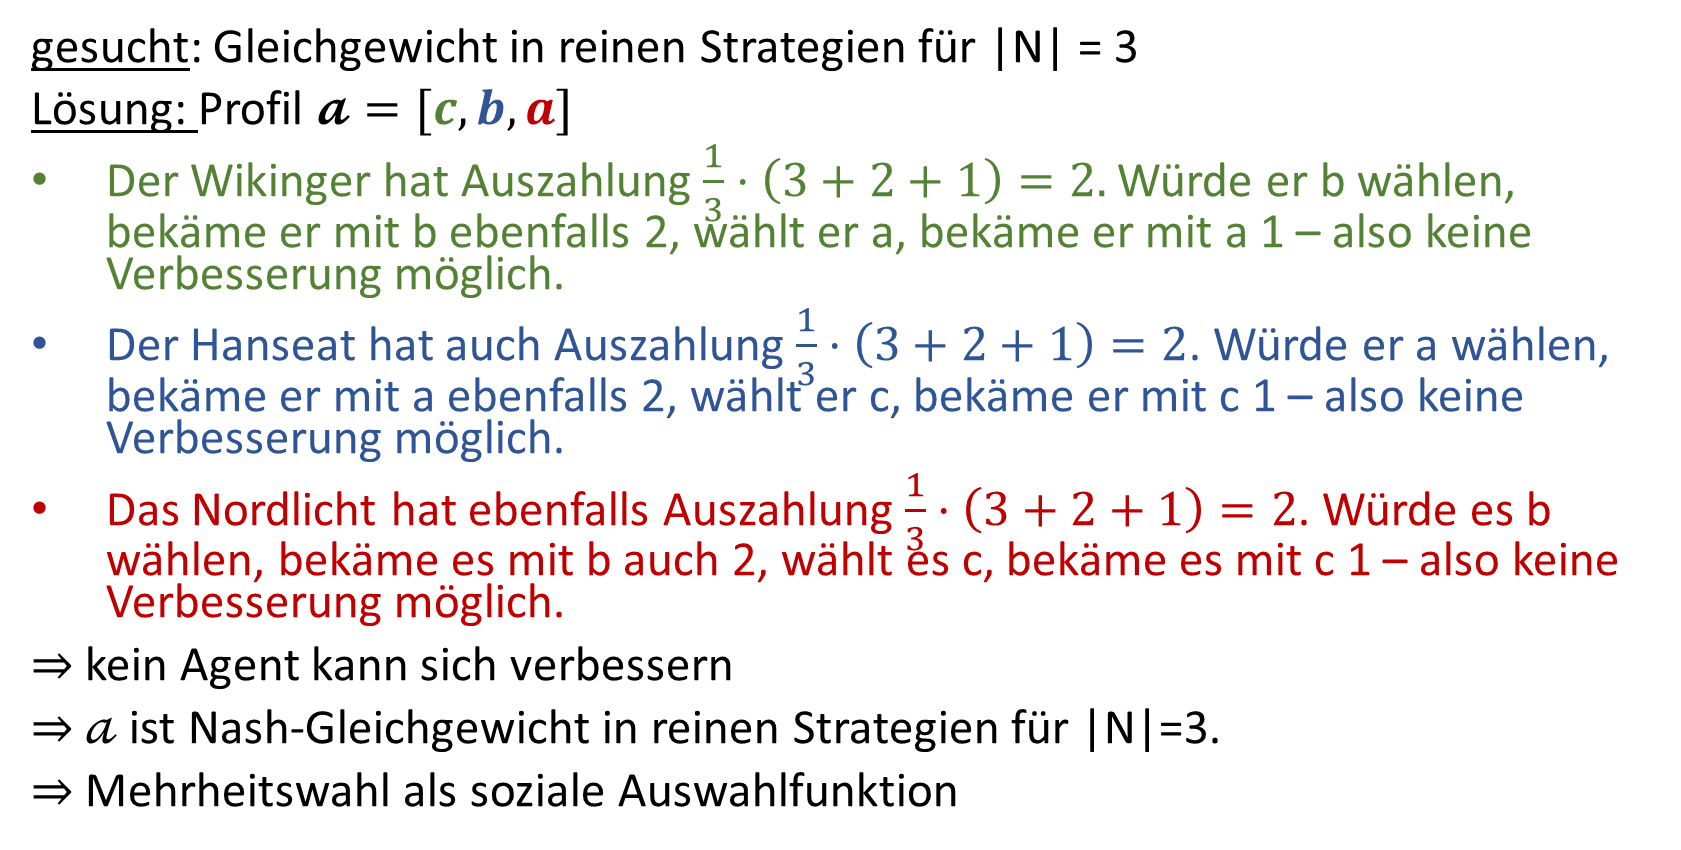 gesucht: Gleichgewicht in reinen Strategien für |N| = 3
Lösung: Profil 𝒂 = [𝒄, 𝒃, 𝒂]
• Der Wikinger hat Auszahlung 1/3 · (3 + 2 + 1) = 2. Würde er b wählen,
bekäme er mit b ebenfalls 2, wählt er a, bekäme er mit a 1 – also keine
Verbesserung möglich.
• Der Hanseat hat auch Auszahlung 1/3 · (3 + 2 + 1) = 2. Würde er a wählen,
bekäme er mit a ebenfalls 2, wählt er c, bekäme er mit c 1 – also keine
Verbesserung möglich.
• Das Nordlicht hat ebenfalls Auszahlung 1/3 · (3 + 2 + 1) = 2. Würde es b
wählen, bekäme es mit b auch 2, wählt es c, bekäme es mit c 1 – also keine
Verbesserung möglich.
⇒ kein Agent kann sich verbessern
⇒ 𝑎 ist Nash-Gleichgewicht in reinen Strategien für |N|=3.
⇒ Mehrheitswahl als soziale Auswahlfunktion